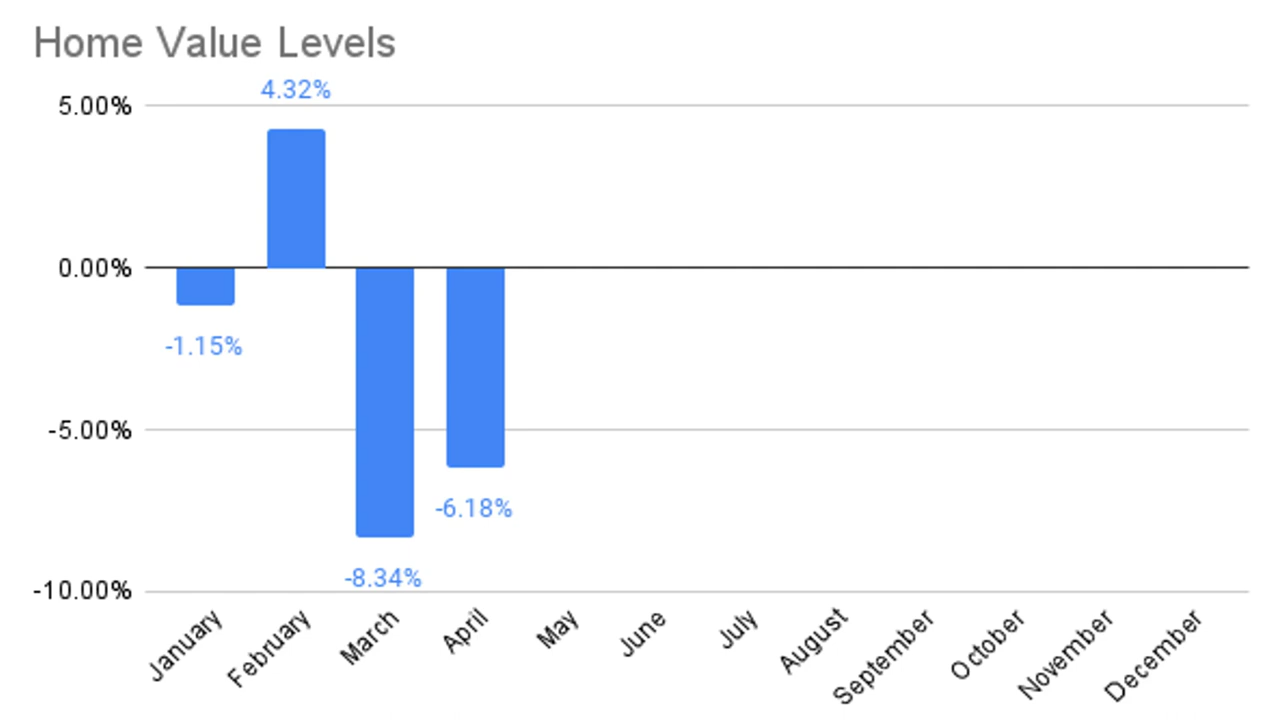 Home Value Levels
4.32%
5.00%
0.00%
-1.15%
-5.00%
-6.18%
-8.34%
-10.00%
January
February
March
April
May
June
July
August
September
October
November
December